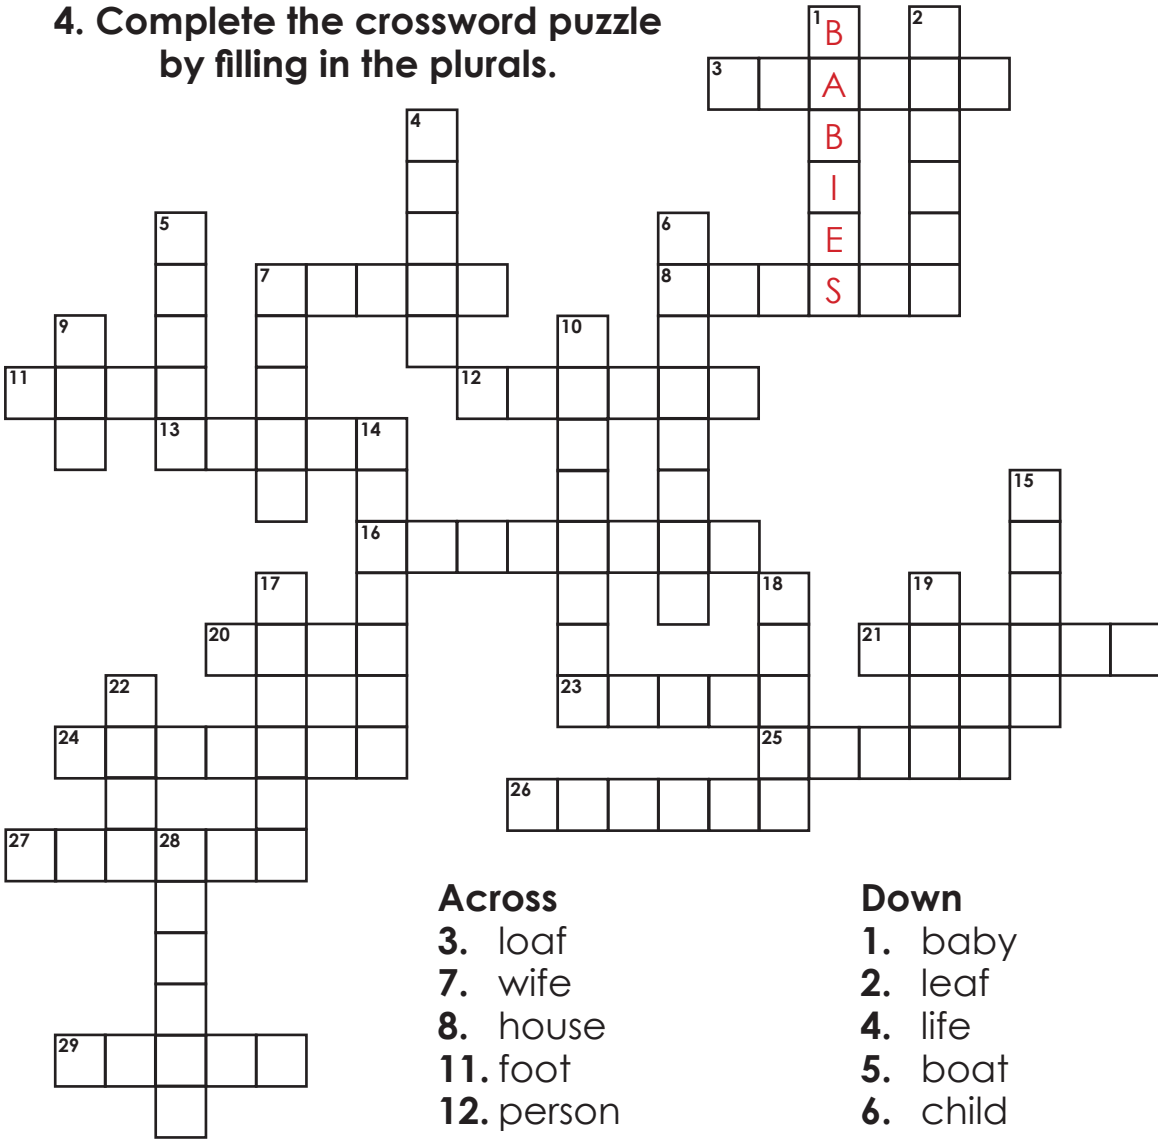 4. Complete the crossword puzzle
by filling in the plurals.
1 B 2
3 A
4 B
I
5 6 E
7 8 S
9 10
11 12
13 14
15
16
17 18 19
20 21
22 23
24 25
26
27 28
29
Across
3. loaf
7. wife
8. house
11. foot
12. person
Down
1. baby
2. leaf
4. life
5. boat
6. child